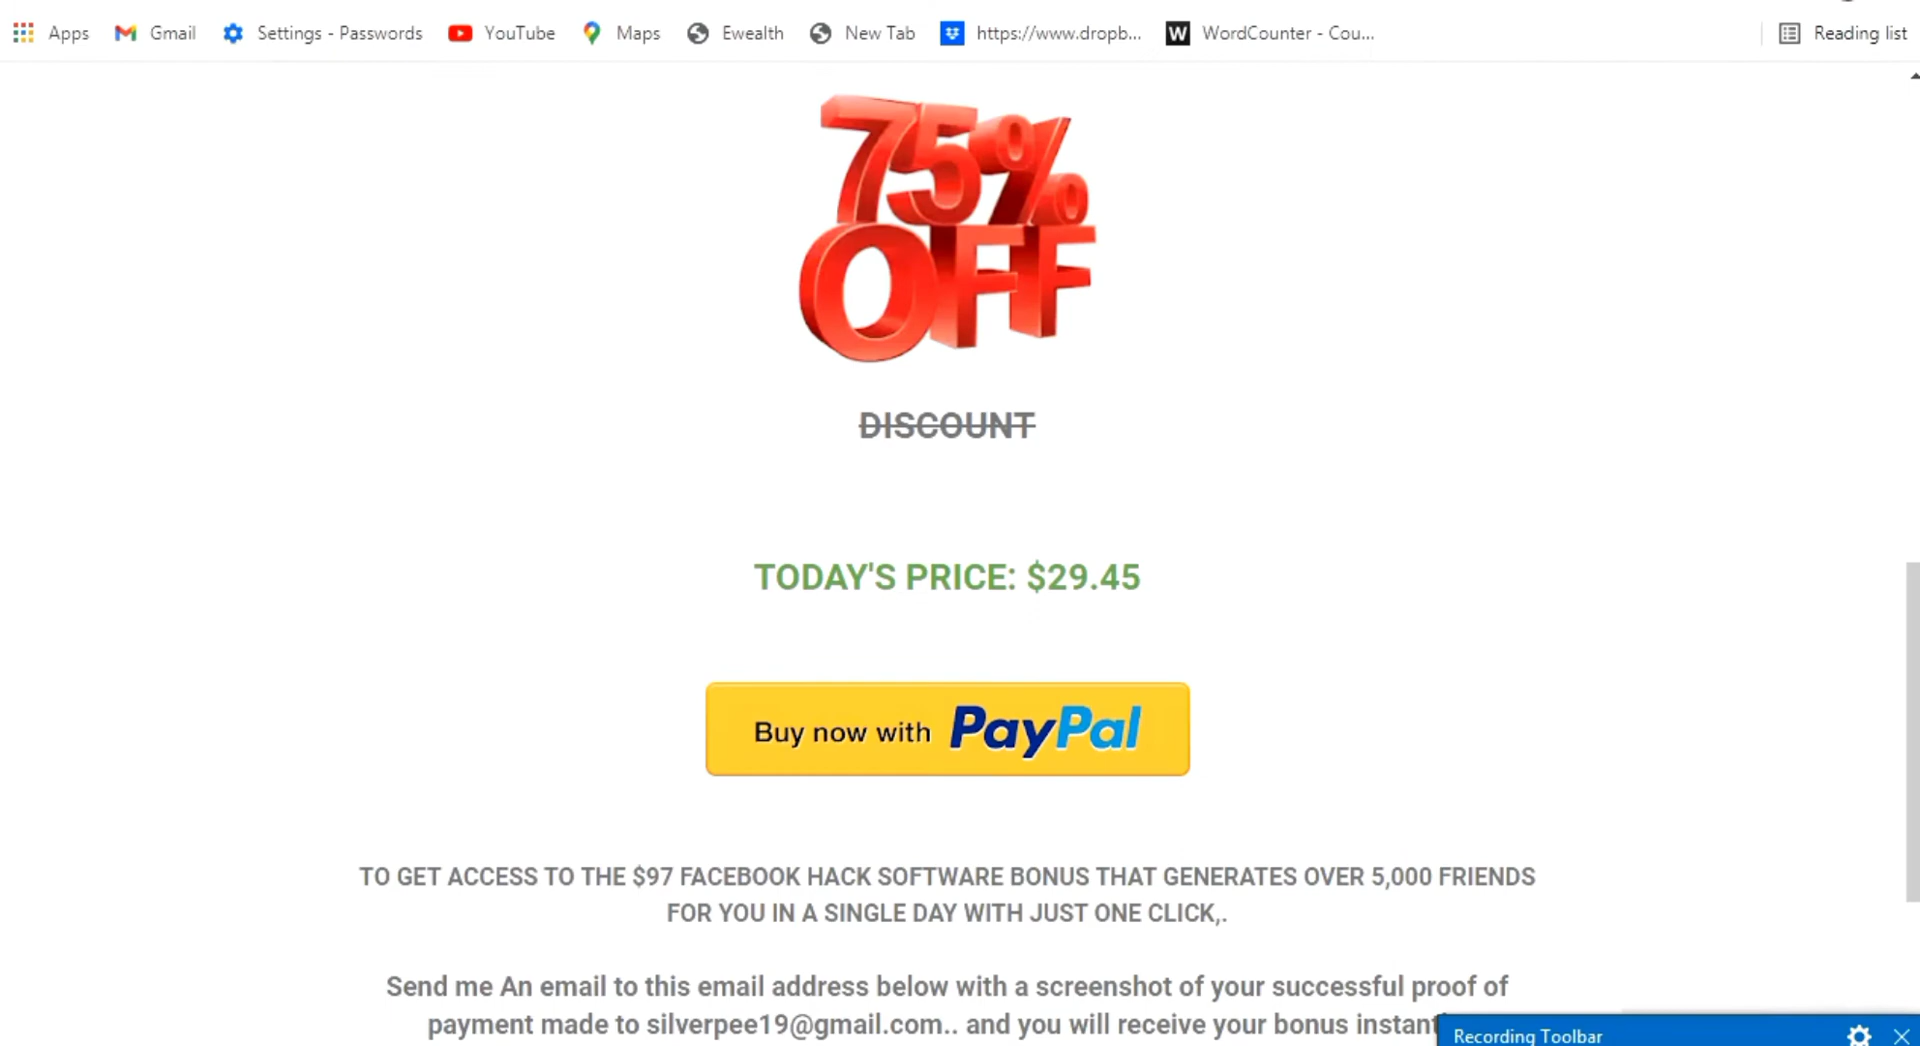 Apps Gmail Settings - Passwords YouTube Maps Ewealth New Tab https://www.dropb... WordCounter - Cou... Reading list
75%
OFF
DISCOUNT
TODAY'S PRICE: $29.45
Buy now with PayPal
TO GET ACCESS TO THE $97 FACEBOOK HACK SOFTWARE BONUS THAT GENERATES OVER 5,000 FRIENDS
FOR YOU IN A SINGLE DAY WITH JUST ONE CLICK,.
Send me An email to this email address below with a screenshot of your successful proof of
payment made to silverpee19@gmail.com.. and you will receive your bonus
Recording Toolbar